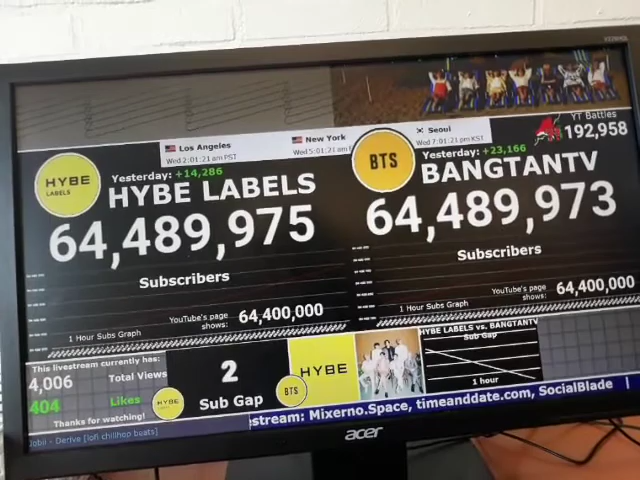 Los Angeles
Wed 2:01:21 am PST
New York
Wed 5:01:21 am
Seoul
Wed 7:01:21 pm KST
YT Battles
192,958
HYBE
LABELS
Yesterday: +14,286
HYBE LABELS
64,489,975
Subscribers
1 Hour Subs Graph
YouTube's page
shows:
64,400,000
BTS
Yesterday: +23,166
BANGTANTV
64,489,973
Subscribers
1 Hour Subs Graph
YouTube's page
shows:
64,400,000
This livestream currently has:
4,006 Total Views
404 Likes
Thanks for watching!
HYBE
2
Sub Gap
BTS
HYBE
HYBE LABELS vs. BANGTANTV
Sub Gap
1 hour
stream: Mixerno.Space, timeanddate.com, SocialBlade |
- Derive [lofi chillhop beats]
acer